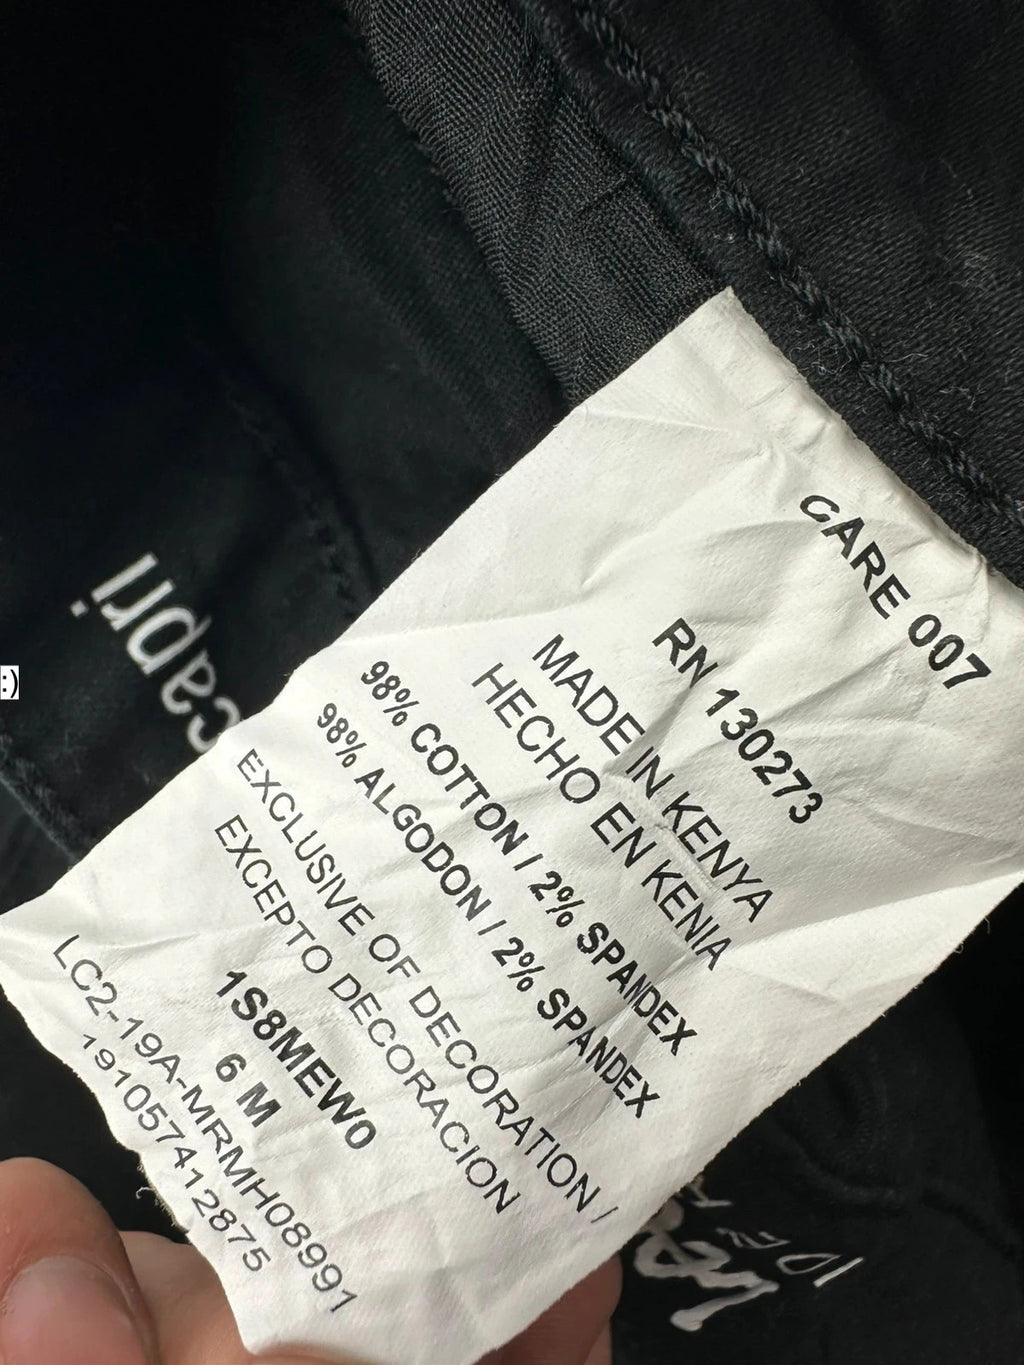 CARE 007
RN 130273
MADE IN KENYA
HECHO EN KENIA
98% COTTON / 2% SPANDEX
98% ALGODON / 2% SPANDEX
EXCLUSIVE OF DECORATION /
EXCEPTO DECORACION
1S8MEW0
6 M
LC2-19A-MRMH08991
191057412875
capri
:)